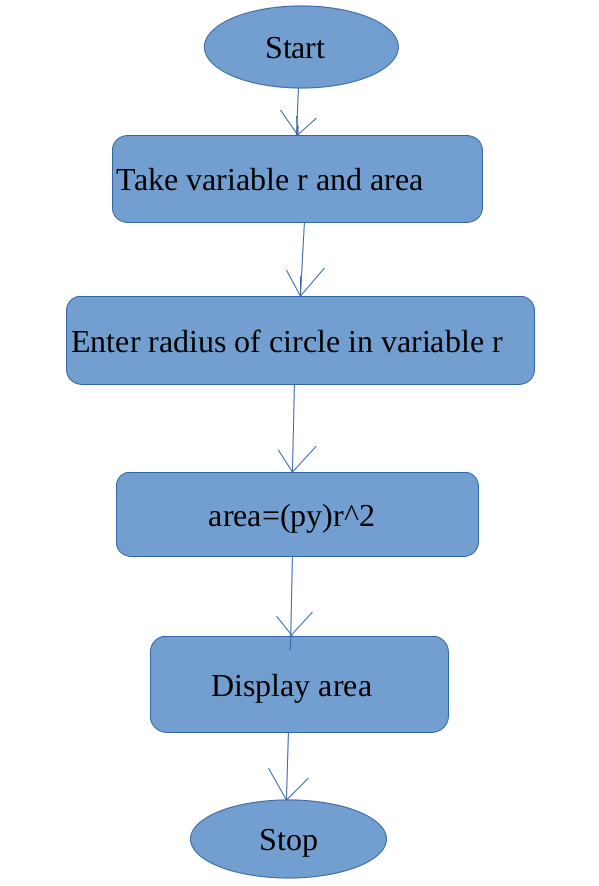 Start
Take variable r and area
Enter radius of circle in variable r
area=(py)r^2
Display area
Stop